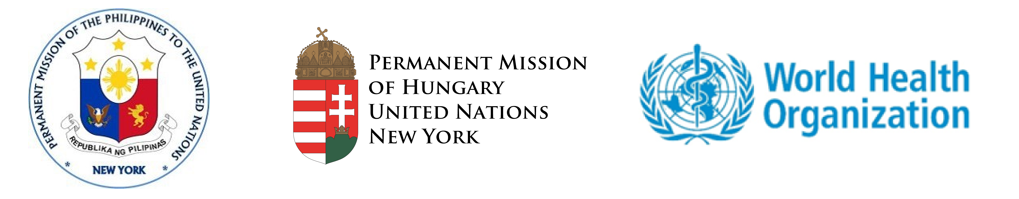 PERMANENT MISSION OF THE PHILIPPINES TO THE UNITED NATIONS
REPUBLIKA NG PILIPINAS
* NEW YORK *
PERMANENT MISSION
OF HUNGARY
UNITED NATIONS
NEW YORK
World Health
Organization